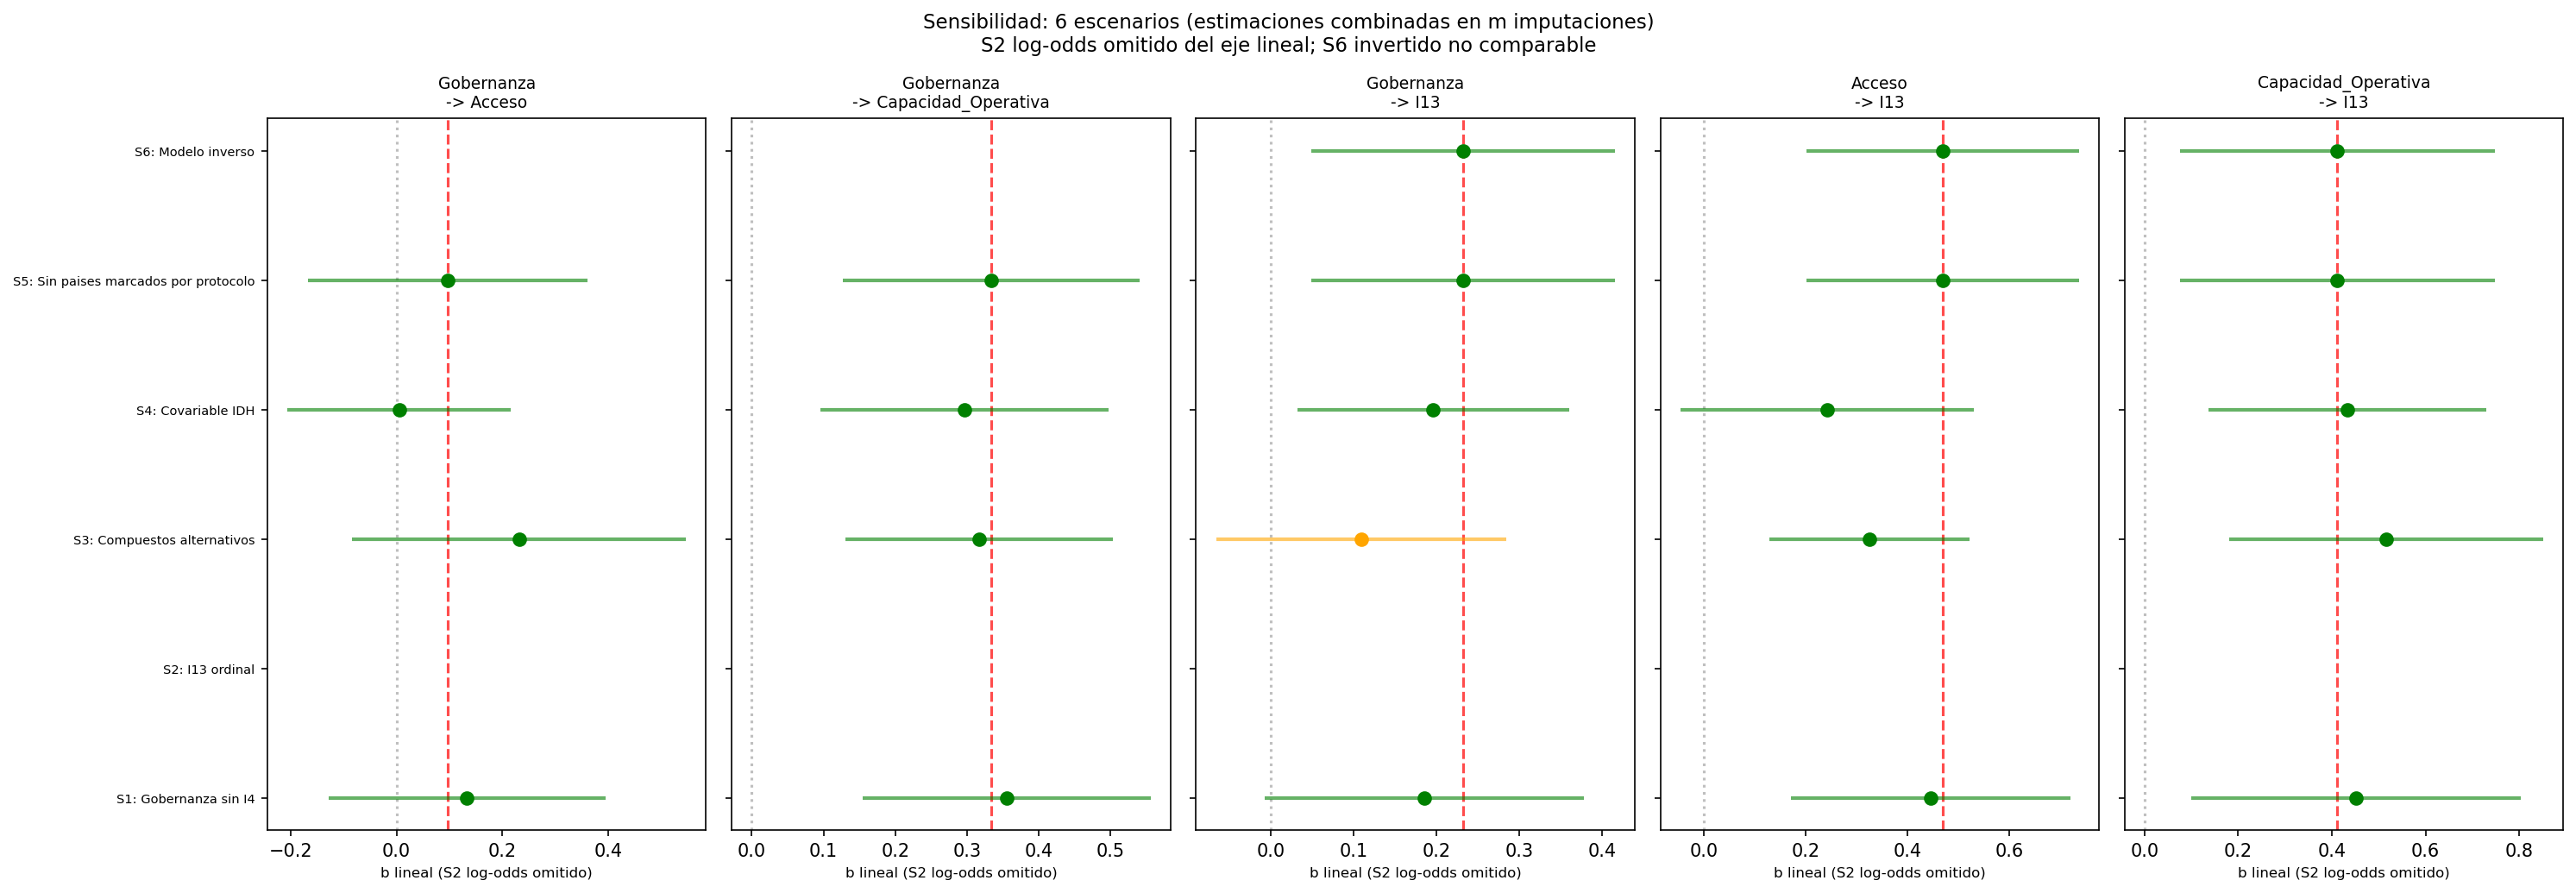 Sensibilidad: 6 escenarios (estimaciones combinadas en m imputaciones)
S2 log-odds omitido del eje lineal; S6 invertido no comparable
Gobernanza
-> Acceso
Gobernanza
-> Capacidad_Operativa
Gobernanza
-> I13
Acceso
-> I13
Capacidad_Operativa
-> I13
S6: Modelo inverso
S5: Sin paises marcados por protocolo
S4: Covariable IDH
S3: Compuestos alternativos
S2: I13 ordinal
S1: Gobernanza sin I4
−0.2 0.0 0.2 0.4
b lineal (S2 log-odds omitido)
0.0 0.1 0.2 0.3 0.4 0.5
b lineal (S2 log-odds omitido)
0.0 0.1 0.2 0.3 0.4
b lineal (S2 log-odds omitido)
0.0 0.2 0.4 0.6
b lineal (S2 log-odds omitido)
0.0 0.2 0.4 0.6 0.8
b lineal (S2 log-odds omitido)